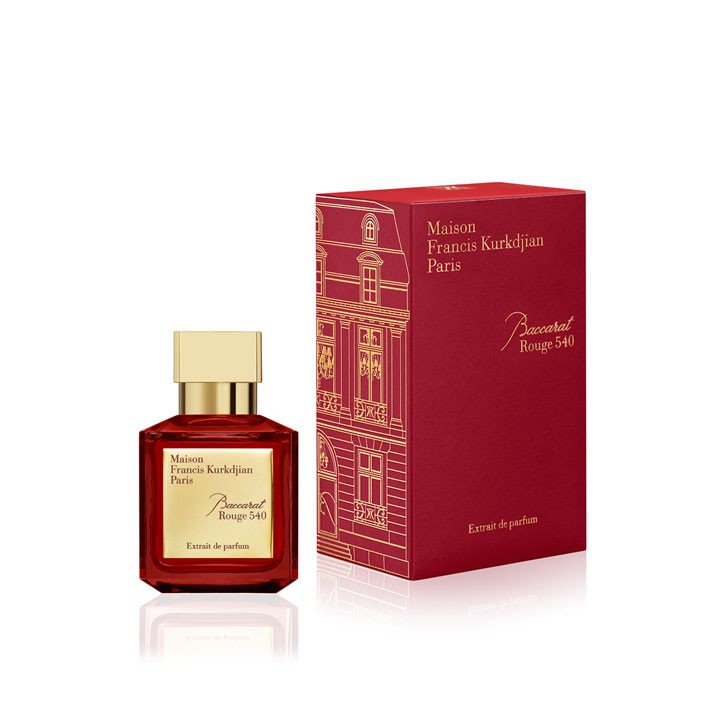 Maison
Francis Kurkdjian
Paris
Baccarat
Rouge 540
Extrait de parfum
Maison
Francis Kurkdjian
Paris
Baccarat
Rouge 540
Extrait de parfum